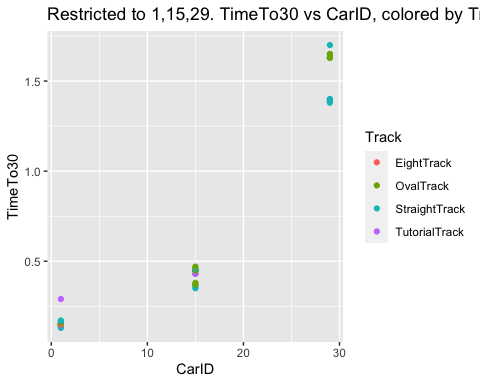 Restricted to 1,15,29. TimeTo30 vs CarID, colored by Tr
1.5
1.0
0.5
TimeTo30
0 10 20 30
CarID
Track
EightTrack
OvalTrack
StraightTrack
TutorialTrack